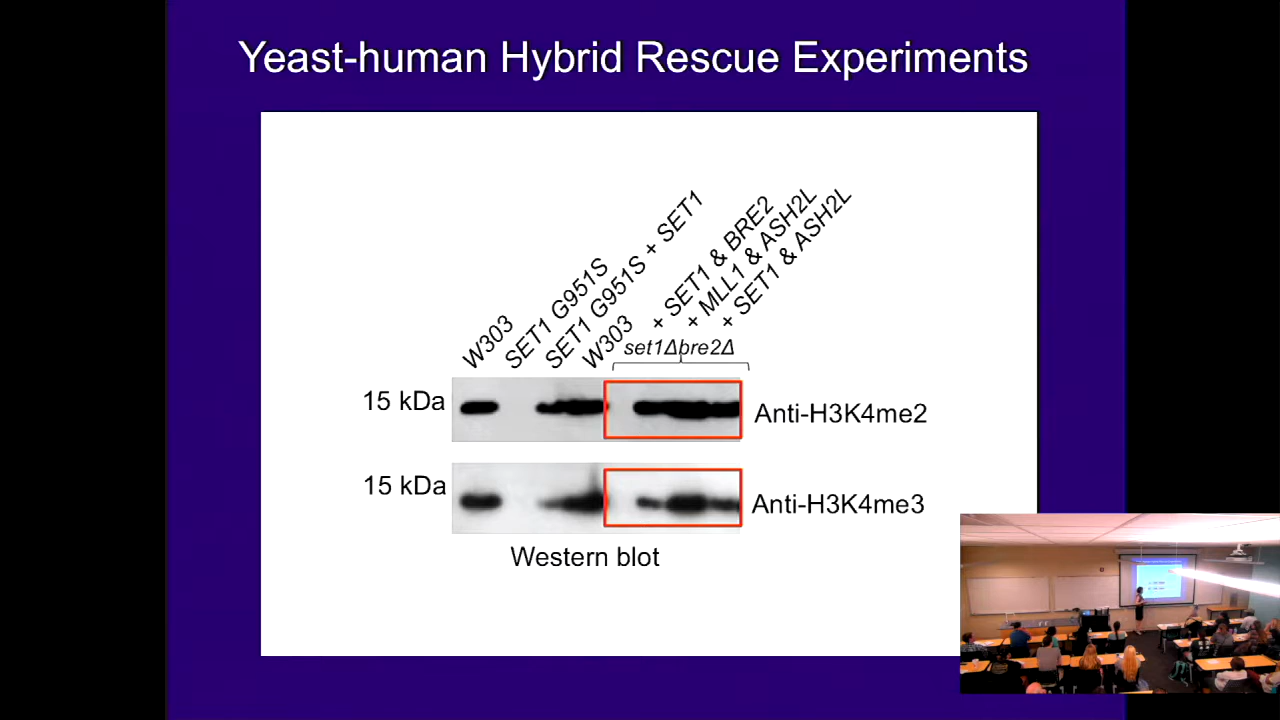 Yeast-human Hybrid Rescue Experiments
W303
SET1 G951S
SET1 G951S + SET1
W303
+ SET1 & BRE2
+ MLL1 & ASH2L
+ SET1 & ASH2L
set1Δbre2Δ
15 kDa
Anti-H3K4me2
15 kDa
Anti-H3K4me3
Western blot